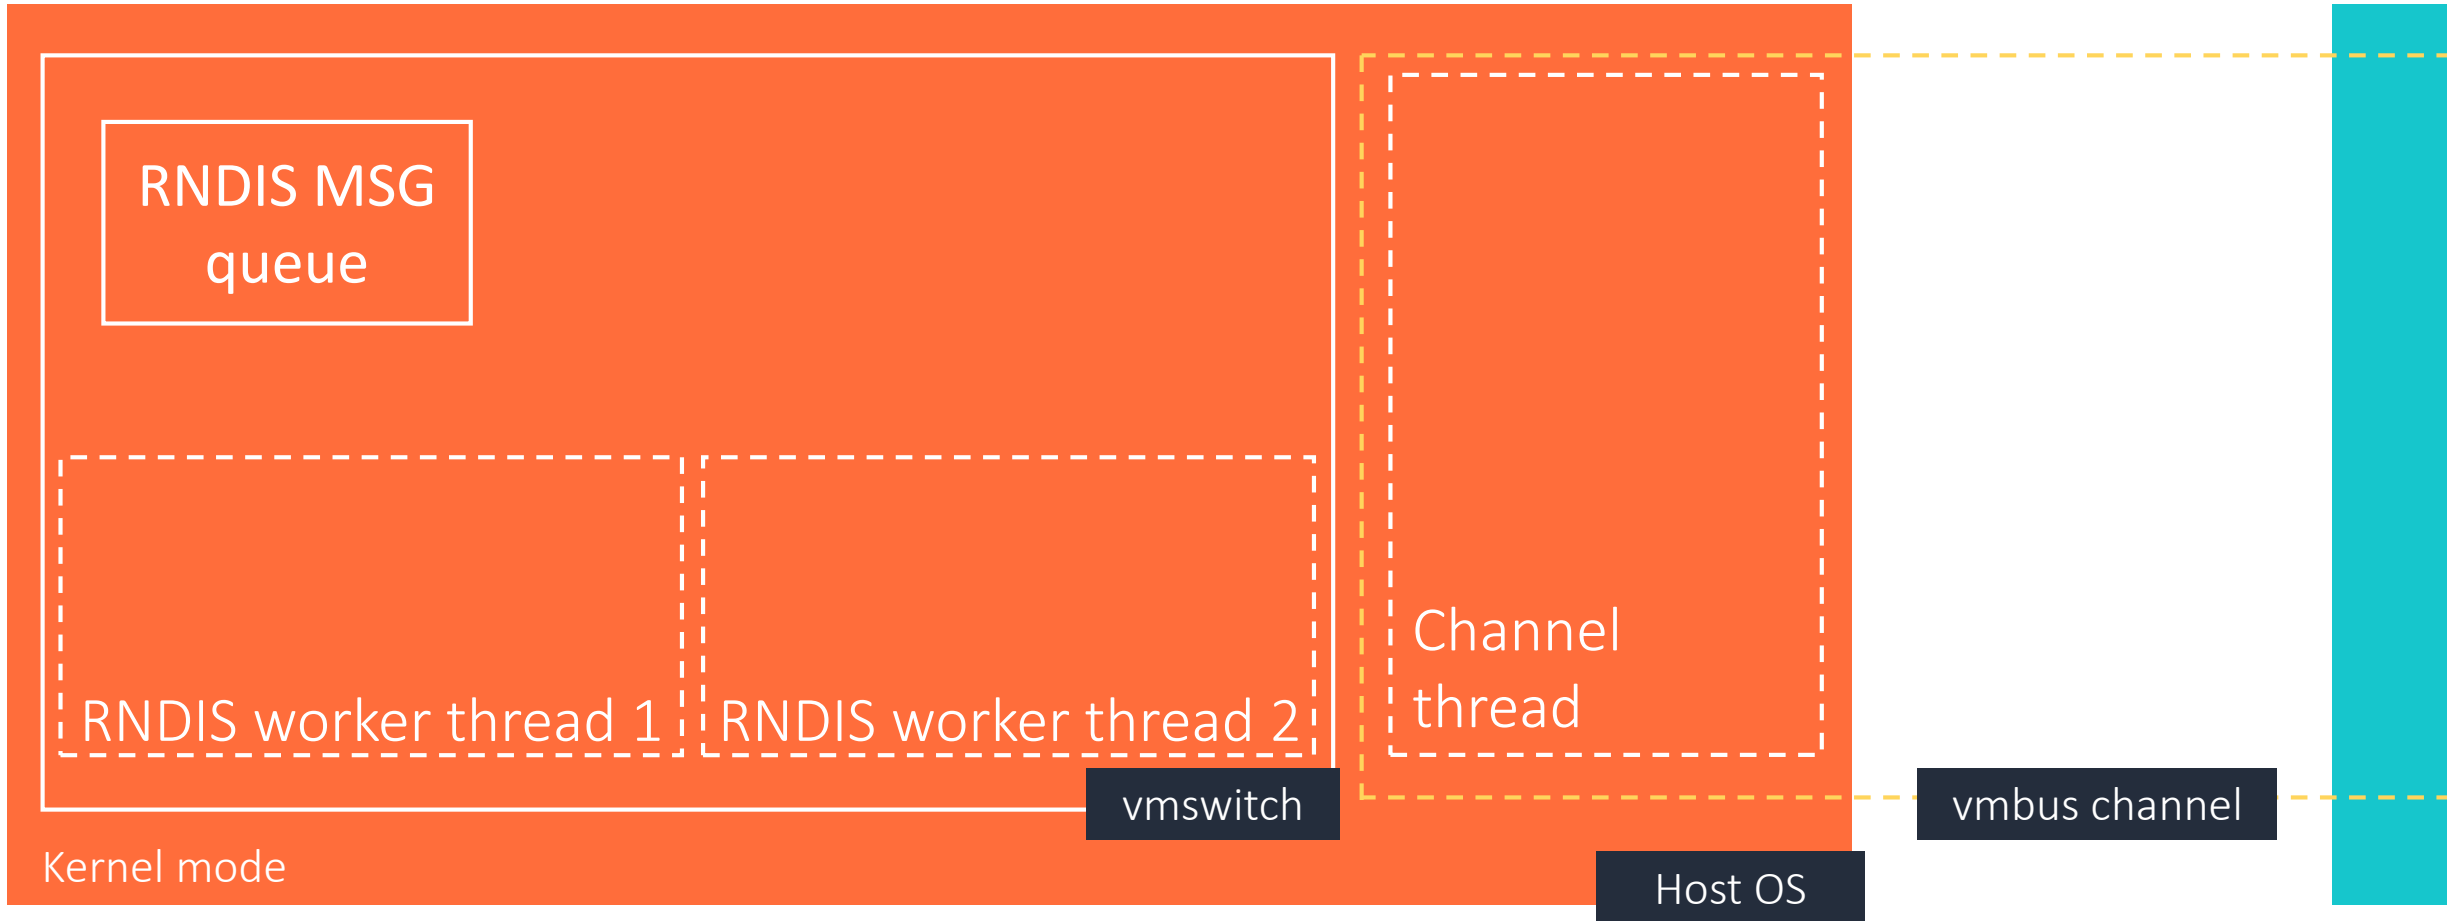 RNDIS MSG
queue
RNDIS worker thread 1
RNDIS worker thread 2
Channel
thread
vmswitch
vmbus channel
Kernel mode
Host OS